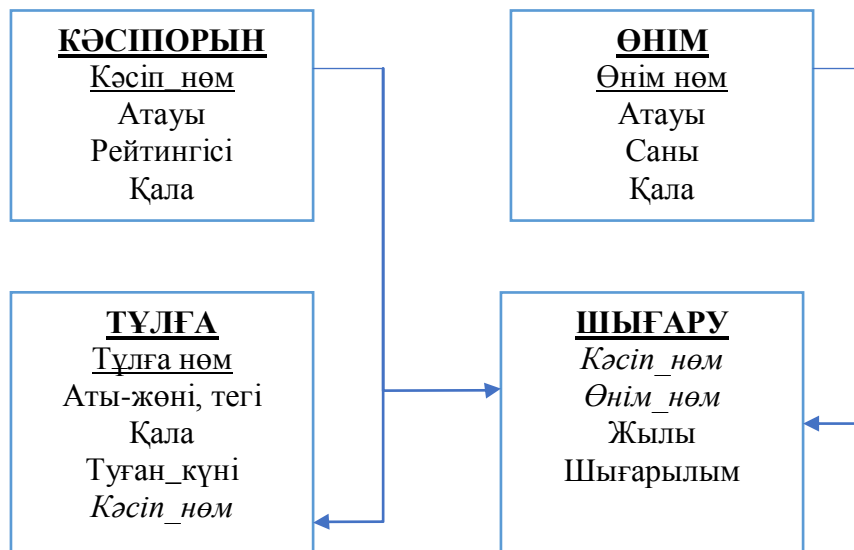 КӘСІПОРЫН
Кәсіп_нөм
Атауы
Рейтингісі
Қала
ӨНІМ
Өнім нөм
Атауы
Саны
Қала
ТҰЛҒА
Тұлға нөм
Аты-жөні, тегі
Қала
Туған_күні
Кәсіп_нөм
ШЫҒАРУ
Кәсіп_нөм
Өнім_нөм
Жылы
Шығарылым